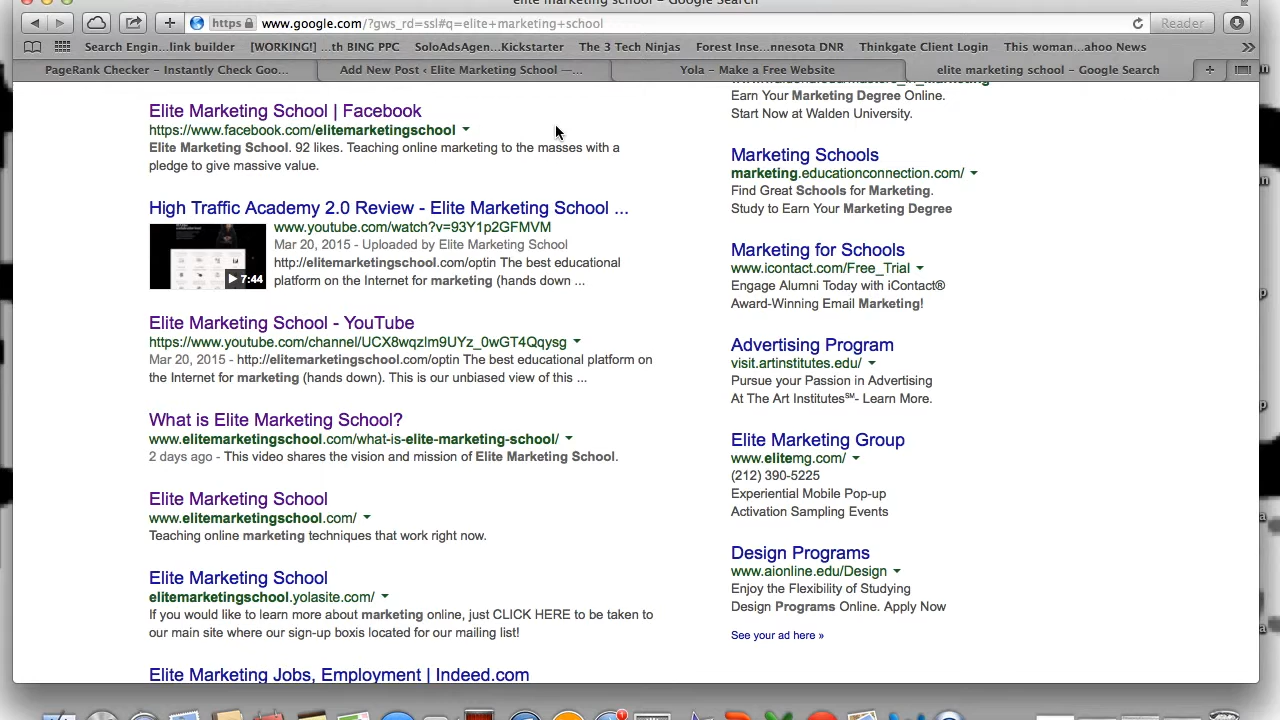 elite marketing school – Google Search
https www.google.com/?gws_rd=ssl#q=elite+marketing+school Reader
Search Engin...link builder [WORKING!] ...th BING PPC SoloAdsAgen...Kickstarter The 3 Tech Ninjas Forest Inse...nnesota DNR Thinkgate Client Login This woman...ahoo News
PageRank Checker – Instantly Check Goo... Add New Post ‹ Elite Marketing School —... Yola – Make a Free Website elite marketing school – Google Search
Elite Marketing School | Facebook
https://www.facebook.com/elitemarketingschool
Elite Marketing School. 92 likes. Teaching online marketing to the masses with a
pledge to give massive value.
High Traffic Academy 2.0 Review - Elite Marketing School ...
www.youtube.com/watch?v=93Y1p2GFMVM
Mar 20, 2015 - Uploaded by Elite Marketing School
http://elitemarketingschool.com/optin The best educational
platform on the Internet for marketing (hands down ...
7:44
Elite Marketing School - YouTube
https://www.youtube.com/channel/UCX8wqzlm9UYz_0wGT4Qqysg
Mar 20, 2015 - http://elitemarketingschool.com/optin The best educational platform on
the Internet for marketing (hands down). This is our unbiased view of this ...
What is Elite Marketing School?
www.elitemarketingschool.com/what-is-elite-marketing-school/
2 days ago - This video shares the vision and mission of Elite Marketing School.
Elite Marketing School
www.elitemarketingschool.com/
Teaching online marketing techniques that work right now.
Elite Marketing School
elitemarketingschool.yolasite.com/
If you would like to learn more about marketing online, just CLICK HERE to be taken to
our main site where our sign-up boxis located for our mailing list!
Elite Marketing Jobs, Employment | Indeed.com
Earn Your Marketing Degree Online.
Start Now at Walden University.
Marketing Schools
marketing.educationconnection.com/
Find Great Schools for Marketing.
Study to Earn Your Marketing Degree
Marketing for Schools
www.icontact.com/Free_Trial
Engage Alumni Today with iContact®
Award-Winning Email Marketing!
Advertising Program
visit.artinstitutes.edu/
Pursue your Passion in Advertising
At The Art Institutes℠- Learn More.
Elite Marketing Group
www.elitemg.com/
(212) 390-5225
Experiential Mobile Pop-up
Activation Sampling Events
Design Programs
www.aionline.edu/Design
Enjoy the Flexibility of Studying
Design Programs Online. Apply Now
See your ad here »